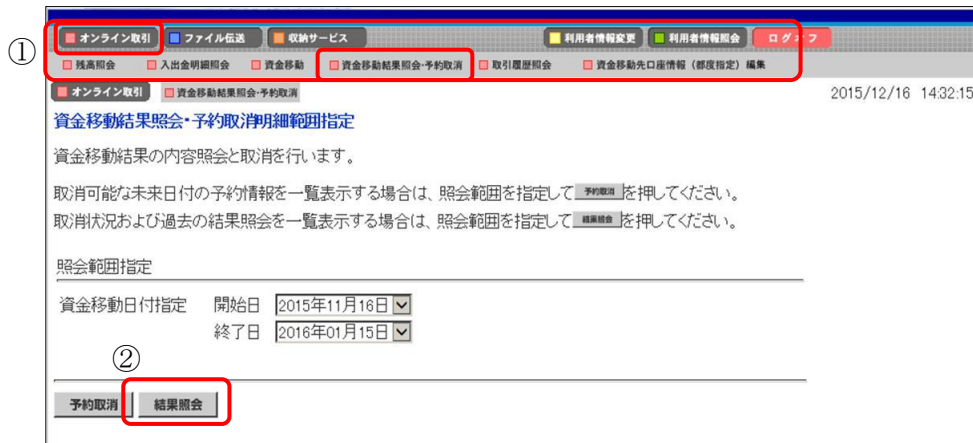 ①
オンライン取引 ファイル伝送 収納サービス 利用者情報変更 利用者情報照会 ログオフ
残高照会 入出金明細照会 資金移動 資金移動結果照会・予約取消 取引履歴照会 資金移動先口座情報（都度指定）編集
オンライン取引 資金移動結果照会・予約取消 2015/12/16 14:32:15
資金移動結果照会・予約取消明細範囲指定
資金移動結果の内容照会と取消を行います。
取消可能な未来日付の予約情報を一覧表示する場合は、照会範囲を指定して 予約取消 を押してください。
取消状況および過去の結果照会を一覧表示する場合は、照会範囲を指定して 結果照会 を押してください。
照会範囲指定
資金移動日付指定 開始日 2015年11月16日
終了日 2016年01月15日
②
予約取消 結果照会